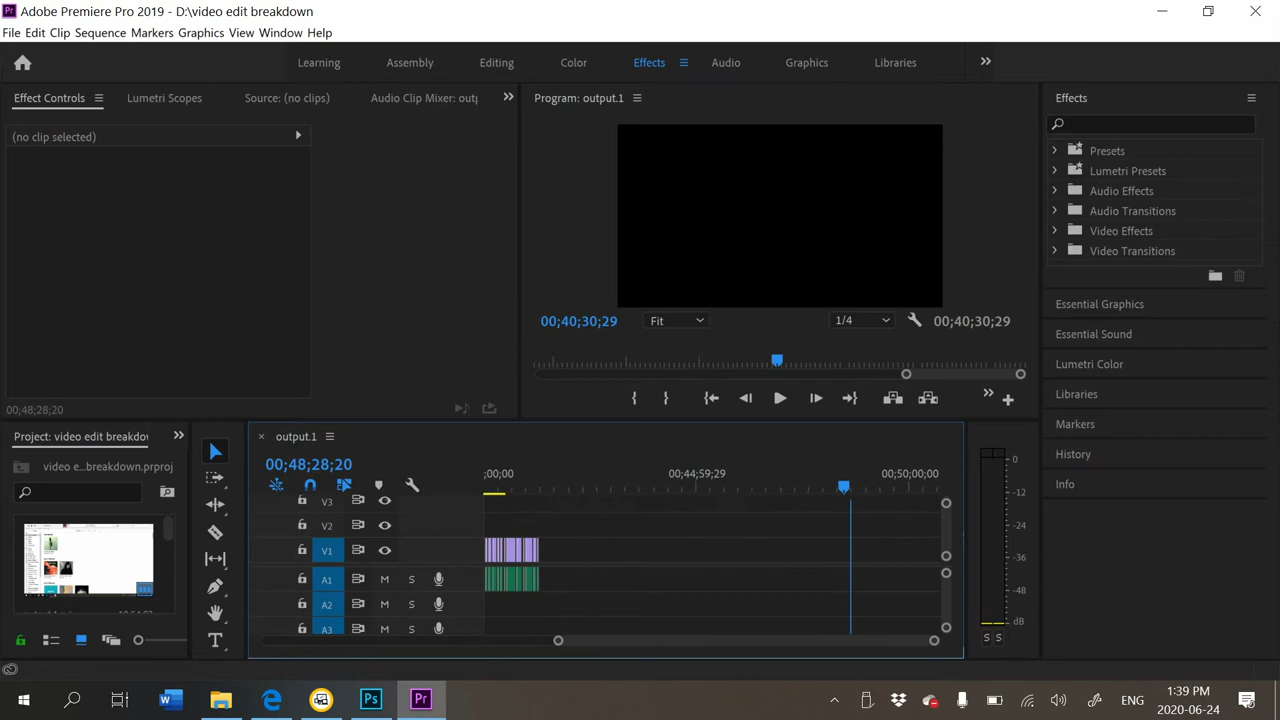 Pr Adobe Premiere Pro 2019 - D:\video edit breakdown
File Edit Clip Sequence Markers Graphics View Window Help
Learning Assembly Editing Color Effects Audio Graphics Libraries
Effect Controls Lumetri Scopes Source: (no clips) Audio Clip Mixer: outp
Program: output.1
Effects
(no clip selected)
Presets
Lumetri Presets
Audio Effects
Audio Transitions
Video Effects
Video Transitions
00;40;30;29 Fit 1/4 00;40;30;29
Essential Graphics
Essential Sound
Lumetri Color
Libraries
Markers
History
Info
00;48;28;20
Project: video edit breakdov
video e...breakdown.prproj
output.1
00;48;28;20
;00;00 00;44;59;29 00;50;00;00
V3
V2
V1
A1 M S
A2 M S
A3 M S
0
-12
-24
-36
-48
dB
S S
W Ps Pr
ENG
1:39 PM
2020-06-24